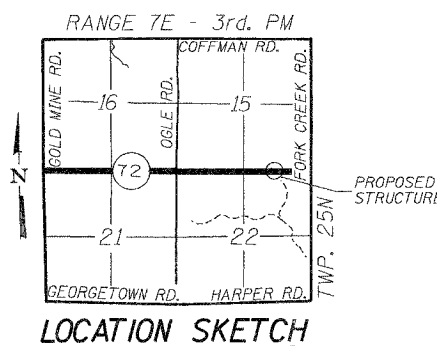 RANGE 7E - 3rd. PM
COFFMAN RD.
GOLD MINE RD.
16
OGLE RD.
15
FORK CREEK RD.
N
72
PROPOSED
STRUCTURE
21
22
TWP. 25N
GEORGETOWN RD.
HARPER RD.
LOCATION SKETCH